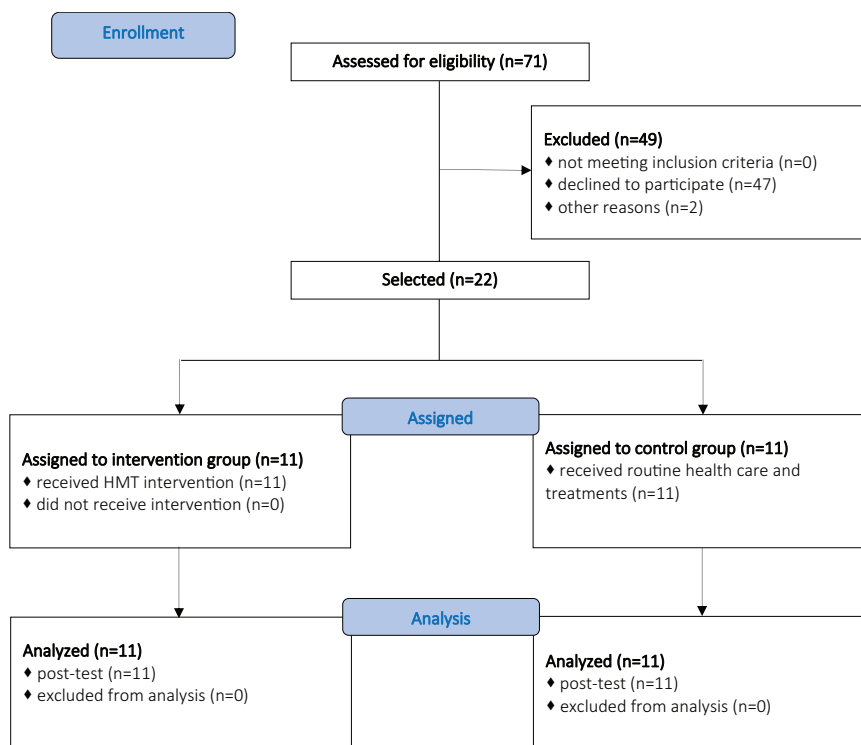 Enrollment
Assessed for eligibility (n=71)
Excluded (n=49)
♦ not meeting inclusion criteria (n=0)
♦ declined to participate (n=47)
♦ other reasons (n=2)
Selected (n=22)
Assigned
Assigned to intervention group (n=11)
♦ received HMT intervention (n=11)
♦ did not receive intervention (n=0)
Assigned to control group (n=11)
♦ received routine health care and
treatments (n=11)
Analysis
Analyzed (n=11)
♦ post-test (n=11)
♦ excluded from analysis (n=0)
Analyzed (n=11)
♦ post-test (n=11)
♦ excluded from analysis (n=0)